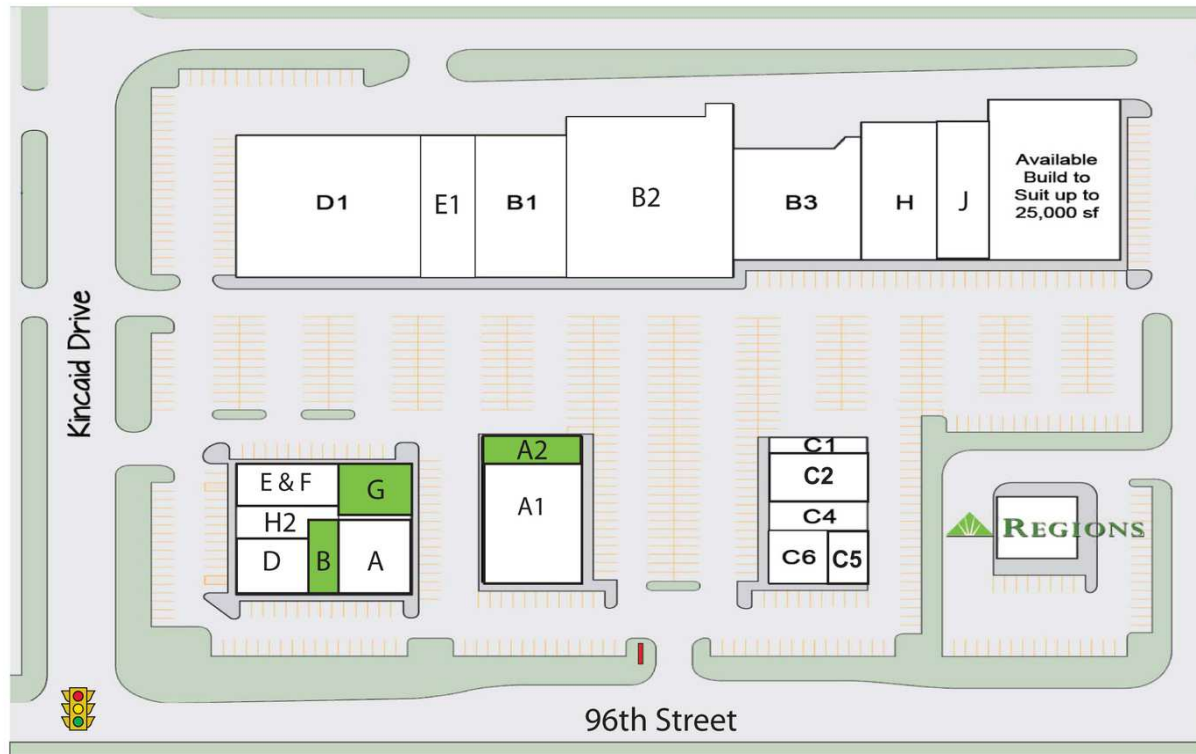 D1
E1
B1
B2
B3
H
J
Available
Build to
Suit up to
25,000 sf
Kincaid Drive
E & F
G
H2
D
B
A
A2
A1
C1
C2
C4
C6
C5
REGIONS
96th Street